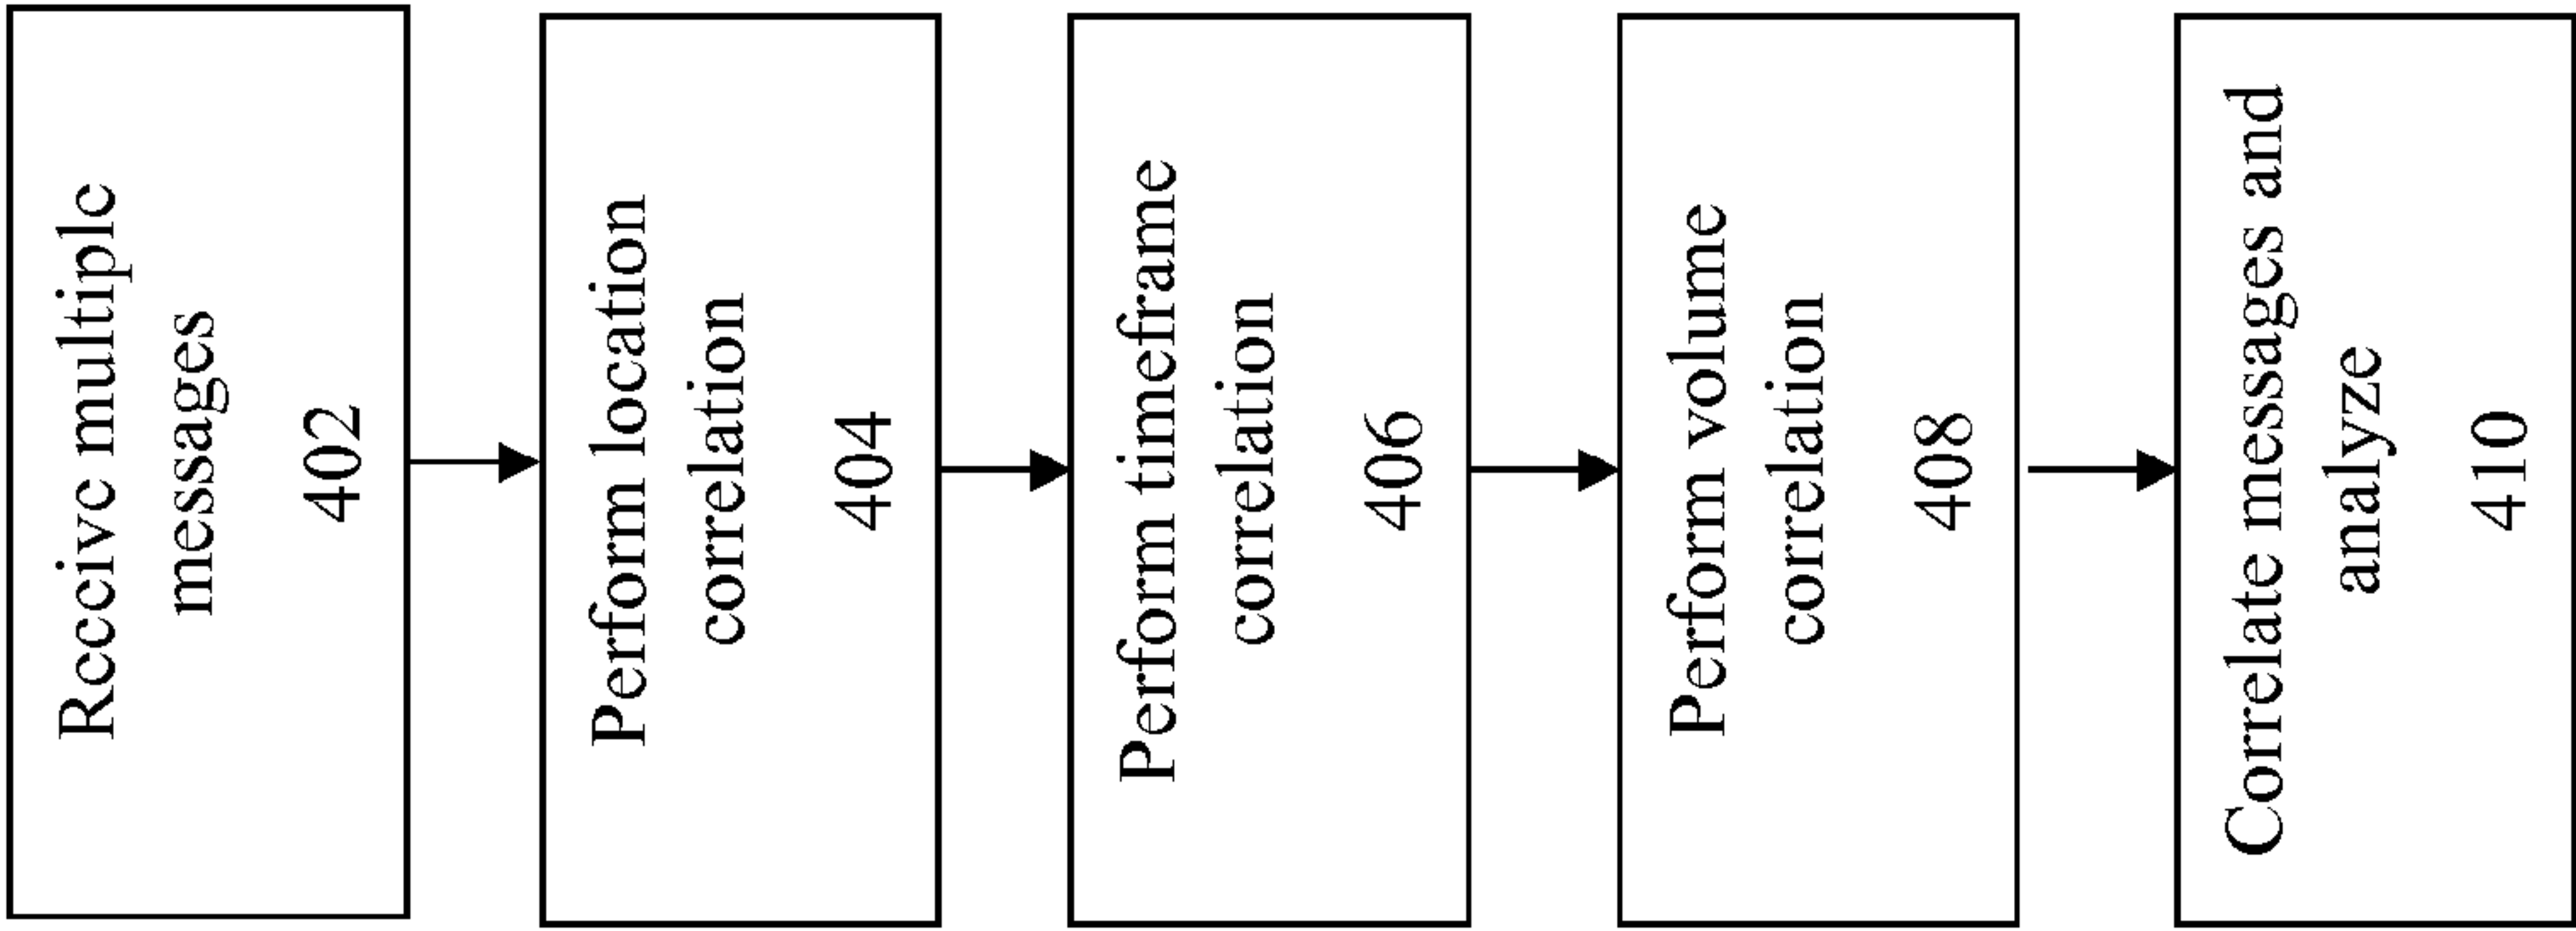 Receive multiple
messages
402
Perform location
correlation
404
Perform timeframe
correlation
406
Perform volume
correlation
408
Correlate messages and
analyze
410